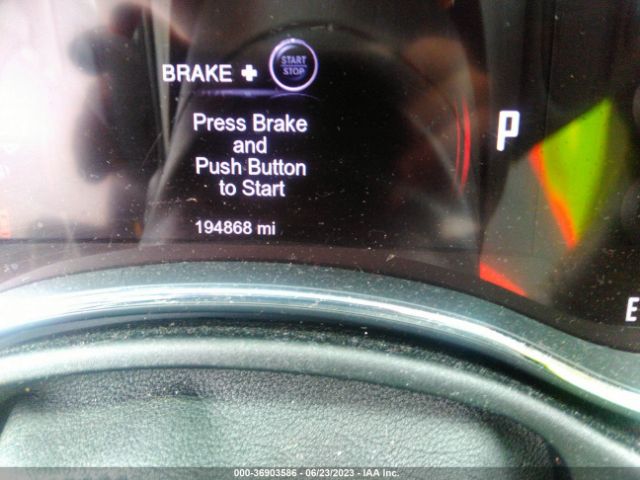 START
STOP
BRAKE +
Press Brake
and
Push Button
to Start
194868 mi
P
E
000-36903586 - 06/23/2023 - IAA Inc.